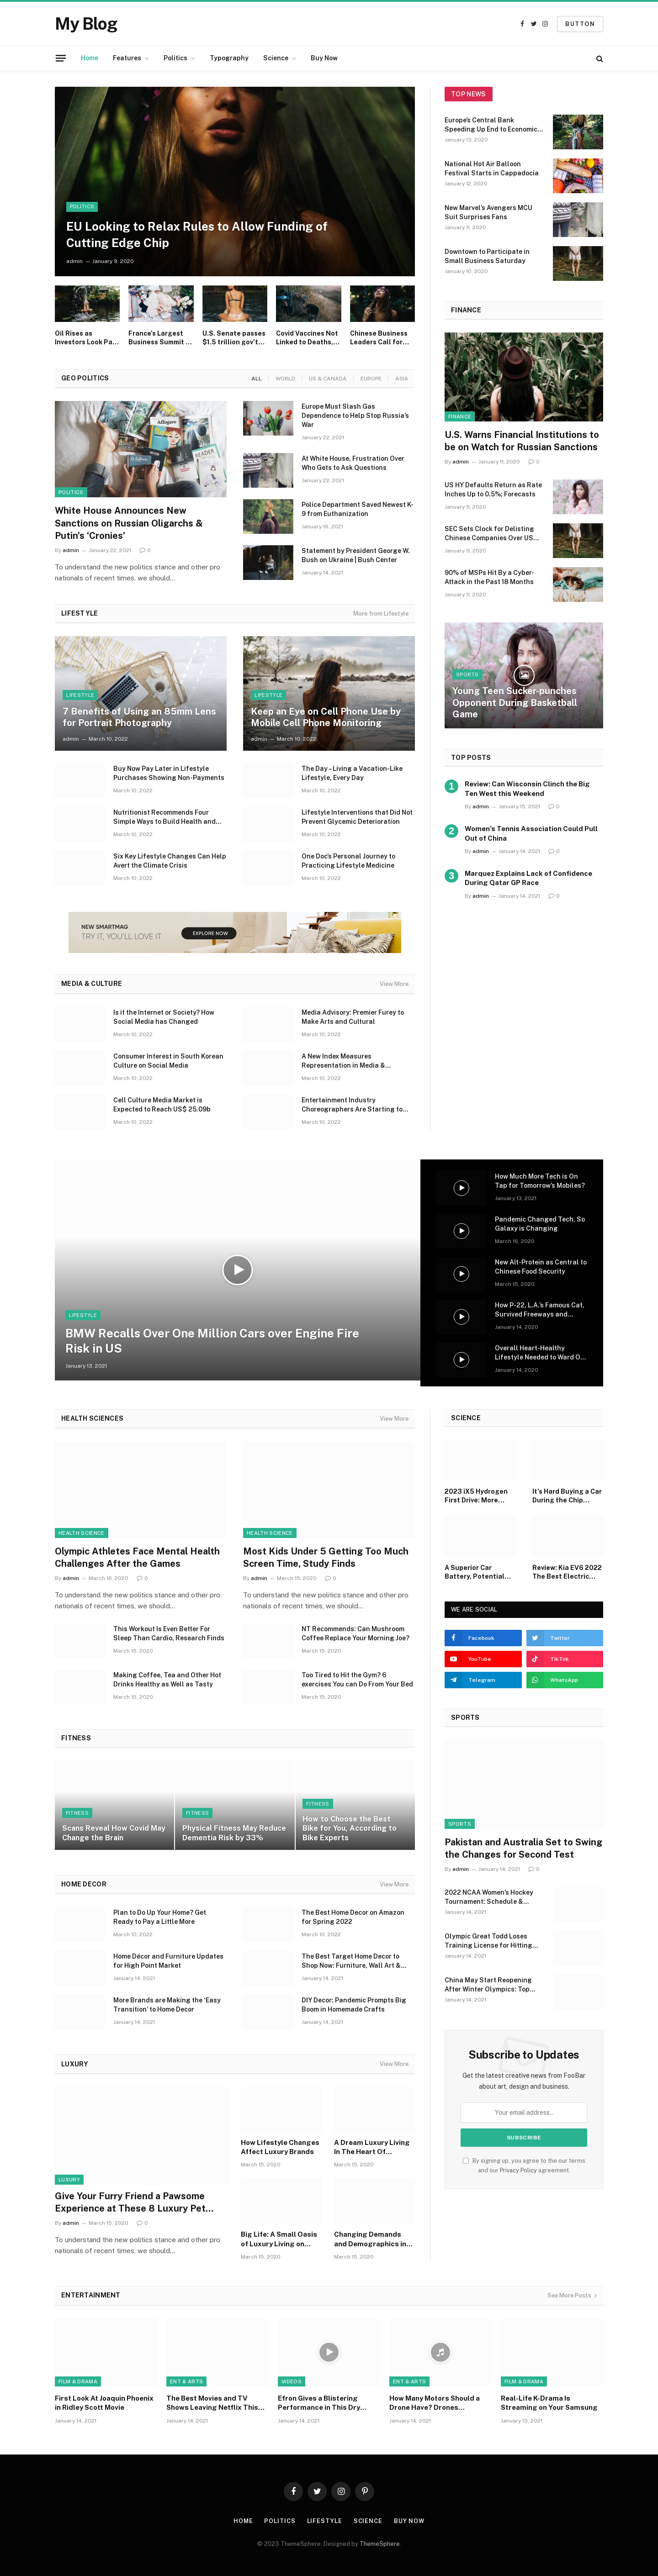 My Blog
BUTTON
Home
Features
Politics
Typography
Science
Buy Now
POLITICS
EU Looking to Relax Rules to Allow Funding of
Cutting Edge Chip
admin — January 9, 2020
Oil Rises as
Investors Look Pa...
France's Largest
Business Summit ...
U.S. Senate passes
$1.5 trillion gov't...
Covid Vaccines Not
Linked to Deaths,...
Chinese Business
Leaders Call for...
TOP NEWS
Europe's Central Bank
Speeding Up End to Economic...
January 13, 2020
National Hot Air Balloon
Festival Starts in Cappadocia
January 12, 2020
New Marvel's Avengers MCU
Suit Surprises Fans
January 11, 2020
Downtown to Participate in
Small Business Saturday
January 10, 2020
GEO POLITICS
ALL
WORLD
US & CANADA
EUROPE
ASIA
POLITICS
White House Announces New
Sanctions on Russian Oligarchs &
Putin's 'Cronies'
By admin — January 22, 2021 0
To understand the new politics stance and other pro
nationals of recent times, we should...
Europe Must Slash Gas
Dependence to Help Stop Russia's
War
January 22, 2021
At White House, Frustration Over
Who Gets to Ask Questions
January 22, 2021
Police Department Saved Newest K-
9 from Euthanization
January 16, 2021
Statement by President George W.
Bush on Ukraine | Bush Center
January 14, 2021
FINANCE
FINANCE
U.S. Warns Financial Institutions to
be on Watch for Russian Sanctions
By admin — January 11, 2020 0
US HY Defaults Return as Rate
Inches Up to 0.5%; Forecasts
January 11, 2020
SEC Sets Clock for Delisting
Chinese Companies Over US...
January 11, 2020
90% of MSPs Hit By a Cyber-
Attack in the Past 18 Months
January 11, 2020
SPORTS
Young Teen Sucker-punches
Opponent During Basketball
Game
LIFESTYLE
More from Lifestyle
LIFESTYLE
7 Benefits of Using an 85mm Lens
for Portrait Photography
admin — March 10, 2022
LIFESTYLE
Keep an Eye on Cell Phone Use by
Mobile Cell Phone Monitoring
admin — March 10, 2022
Buy Now Pay Later in Lifestyle
Purchases Showing Non-Payments
March 10, 2022
The Day – Living a Vacation-Like
Lifestyle, Every Day
March 10, 2022
Nutritionist Recommends Four
Simple Ways to Build Health and...
March 10, 2022
Lifestyle Interventions that Did Not
Prevent Glycemic Deterioration
March 10, 2022
Six Key Lifestyle Changes Can Help
Avert the Climate Crisis
March 10, 2022
One Doc's Personal Journey to
Practicing Lifestyle Medicine
March 10, 2022
TOP POSTS
1
Review: Can Wisconsin Clinch the Big
Ten West this Weekend
By admin — January 15, 2021 0
2
Women's Tennis Association Could Pull
Out of China
By admin — January 14, 2021 0
3
Marquez Explains Lack of Confidence
During Qatar GP Race
By admin — January 14, 2021 0
NEW SMARTMAG
TRY IT, YOU'LL LOVE IT
EXPLORE NOW
MEDIA & CULTURE
View More
Is it the Internet or Society? How
Social Media has Changed
March 10, 2022
Media Advisory: Premier Furey to
Make Arts and Cultural
March 10, 2022
Consumer Interest in South Korean
Culture on Social Media
March 10, 2022
A New Index Measures
Representation in Media &...
March 10, 2022
Cell Culture Media Market is
Expected to Reach US$ 25.09b
March 10, 2022
Entertainment Industry
Choreographers Are Starting to...
March 10, 2022
LIFESTYLE
BMW Recalls Over One Million Cars over Engine Fire
Risk in US
January 13, 2021
How Much More Tech is On
Tap for Tomorrow's Mobiles?
January 13, 2021
Pandemic Changed Tech, So
Galaxy is Changing
March 16, 2020
New Alt-Protein as Central to
Chinese Food Security
March 15, 2020
How P-22, L.A.'s Famous Cat,
Survived Freeways and...
January 14, 2020
Overall Heart-Healthy
Lifestyle Needed to Ward O...
January 14, 2020
HEALTH SCIENCES
View More
HEALTH SCIENCE
Olympic Athletes Face Mental Health
Challenges After the Games
By admin — March 16, 2020 0
To understand the new politics stance and other pro
nationals of recent times, we should...
HEALTH SCIENCE
Most Kids Under 5 Getting Too Much
Screen Time, Study Finds
By admin — March 15, 2020 0
To understand the new politics stance and other pro
nationals of recent times, we should...
This Workout Is Even Better For
Sleep Than Cardio, Research Finds
March 15, 2020
NT Recommends: Can Mushroom
Coffee Replace Your Morning Joe?
March 15, 2020
Making Coffee, Tea and Other Hot
Drinks Healthy as Well as Tasty
March 15, 2020
Too Tired to Hit the Gym? 6
exercises You can Do From Your Bed
March 15, 2020
SCIENCE
2023 iX5 Hydrogen
First Drive: More...
It's Hard Buying a Car
During the Chip...
A Superior Car
Battery, Potential...
Review: Kia EV6 2022
The Best Electric...
WE ARE SOCIAL
Facebook
Twitter
YouTube
TikTok
Telegram
WhatsApp
FITNESS
FITNESS
Scans Reveal How Covid May
Change the Brain
FITNESS
Physical Fitness May Reduce
Dementia Risk by 33%
FITNESS
How to Choose the Best
Bike for You, According to
Bike Experts
SPORTS
SPORTS
Pakistan and Australia Set to Swing
the Changes for Second Test
By admin — January 14, 2021 0
2022 NCAA Women's Hockey
Tournament: Schedule &...
January 14, 2021
Olympic Great Todd Loses
Training License for Hitting...
January 14, 2021
China May Start Reopening
After Winter Olympics: Top...
January 14, 2021
HOME DECOR
View More
Plan to Do Up Your Home? Get
Ready to Pay a Little More
March 10, 2022
The Best Home Decor on Amazon
for Spring 2022
March 10, 2022
Home Décor and Furniture Updates
for High Point Market
January 14, 2021
The Best Target Home Decor to
Shop Now: Furniture, Wall Art &...
January 14, 2021
More Brands are Making the 'Easy
Transition' to Home Decor
January 14, 2021
DIY Decor: Pandemic Prompts Big
Boom in Homemade Crafts
January 14, 2021
Subscribe to Updates
Get the latest creative news from FooBar
about art, design and business.
Your email address..
SUBSCRIBE
By signing up, you agree to the our terms
and our Privacy Policy agreement.
LUXURY
View More
LUXURY
Give Your Furry Friend a Pawsome
Experience at These 8 Luxury Pet...
By admin — March 15, 2020 0
To understand the new politics stance and other pro
nationals of recent times, we should...
How Lifestyle Changes
Affect Luxury Brands
March 15, 2020
A Dream Luxury Living
In The Heart Of...
March 15, 2020
Big Life: A Small Oasis
of Luxury Living on...
March 15, 2020
Changing Demands
and Demographics in...
March 15, 2020
ENTERTAINMENT
See More Posts
FILM & DRAMA
First Look At Joaquin Phoenix
in Ridley Scott Movie
January 14, 2021
ENT & ARTS
The Best Movies and TV
Shows Leaving Netflix This...
January 14, 2021
VIDEOS
Efron Gives a Blistering
Performance in This Dry...
January 14, 2021
ENT & ARTS
How Many Motors Should a
Drone Have? Drones...
January 14, 2021
FILM & DRAMA
Real-Life K-Drama Is
Streaming on Your Samsung
January 13, 2021
HOME
POLITICS
LIFESTYLE
SCIENCE
BUY NOW
© 2023 ThemeSphere. Designed by ThemeSphere.